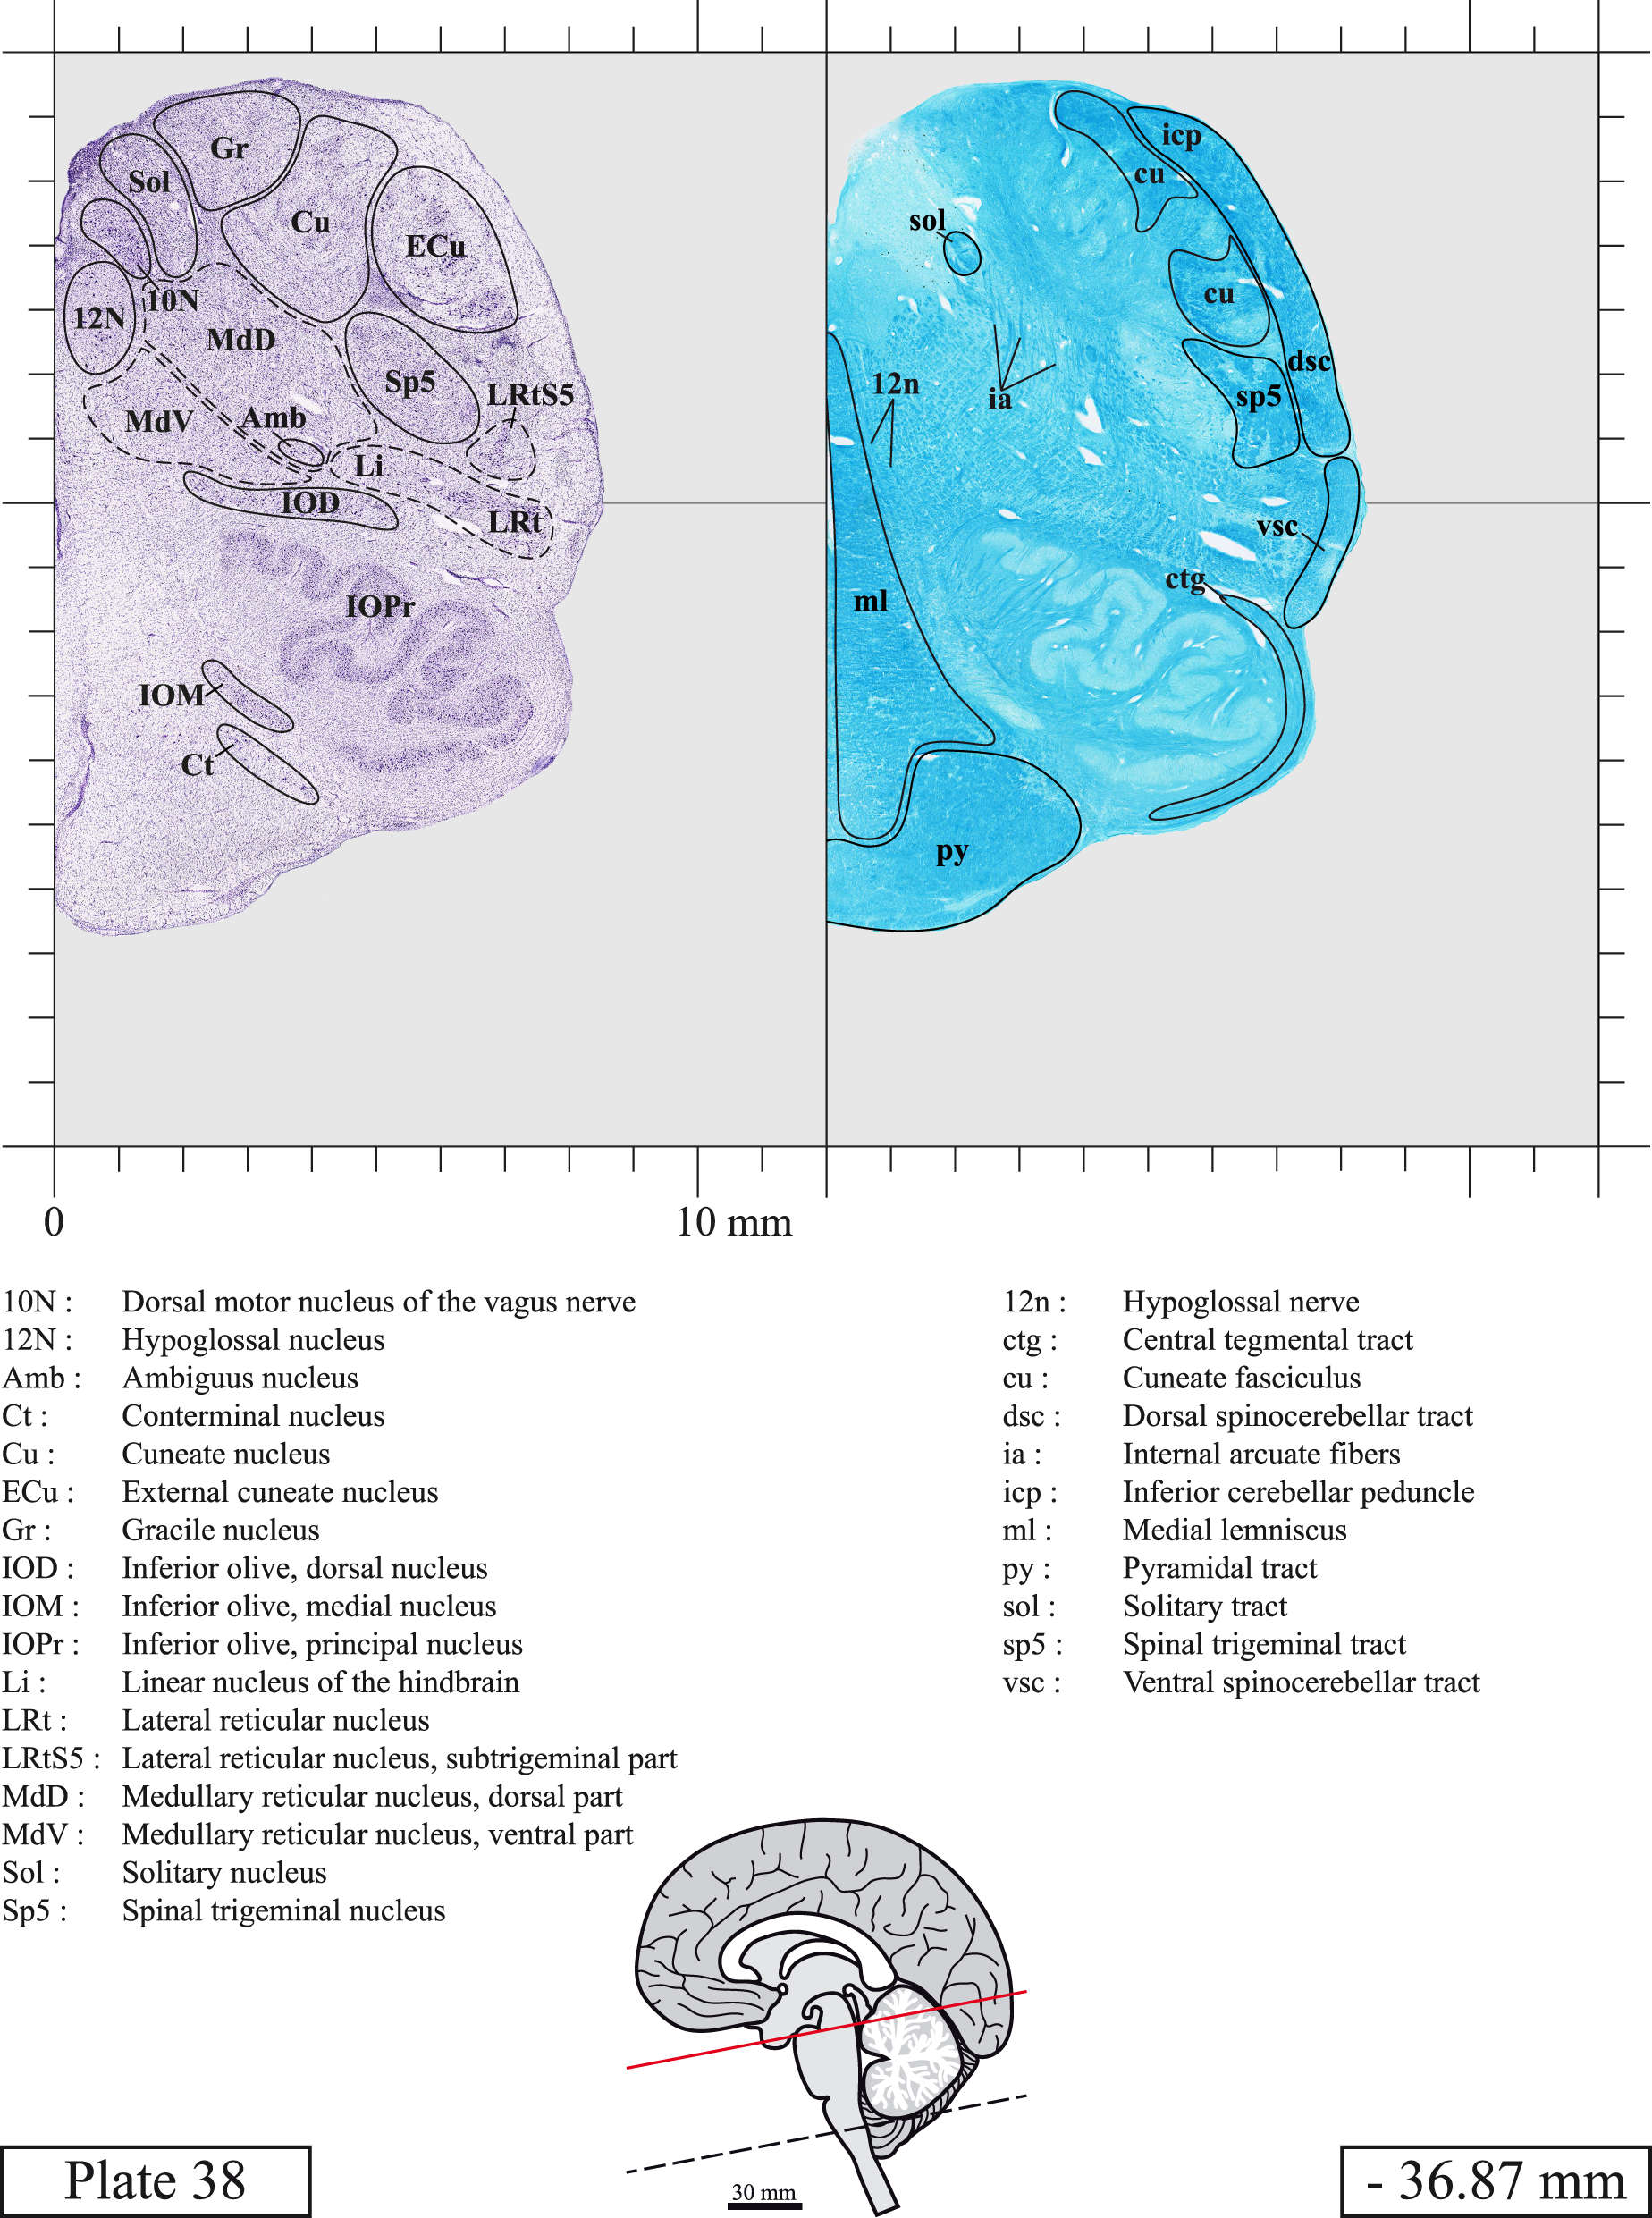 Gr
icp
Sol
cu
Cu
sol
ECu
10N
12N
cu
MdD
dsc
Sp5
12n
LRtS5
ia
sp5
MdV
Amb
Li
IOD
LRt
vsc
ctg
IOPr
ml
IOM
Ct
py
0
10 mm
10N : Dorsal motor nucleus of the vagus nerve
12N : Hypoglossal nucleus
Amb : Ambiguus nucleus
Ct : Conterminal nucleus
Cu : Cuneate nucleus
ECu : External cuneate nucleus
Gr : Gracile nucleus
IOD : Inferior olive, dorsal nucleus
IOM : Inferior olive, medial nucleus
IOPr : Inferior olive, principal nucleus
Li : Linear nucleus of the hindbrain
LRt : Lateral reticular nucleus
LRtS5 : Lateral reticular nucleus, subtrigeminal part
MdD : Medullary reticular nucleus, dorsal part
MdV : Medullary reticular nucleus, ventral part
Sol : Solitary nucleus
Sp5 : Spinal trigeminal nucleus
12n : Hypoglossal nerve
ctg : Central tegmental tract
cu : Cuneate fasciculus
dsc : Dorsal spinocerebellar tract
ia : Internal arcuate fibers
icp : Inferior cerebellar peduncle
ml : Medial lemniscus
py : Pyramidal tract
sol : Solitary tract
sp5 : Spinal trigeminal tract
vsc : Ventral spinocerebellar tract
30 mm
Plate 38
- 36.87 mm